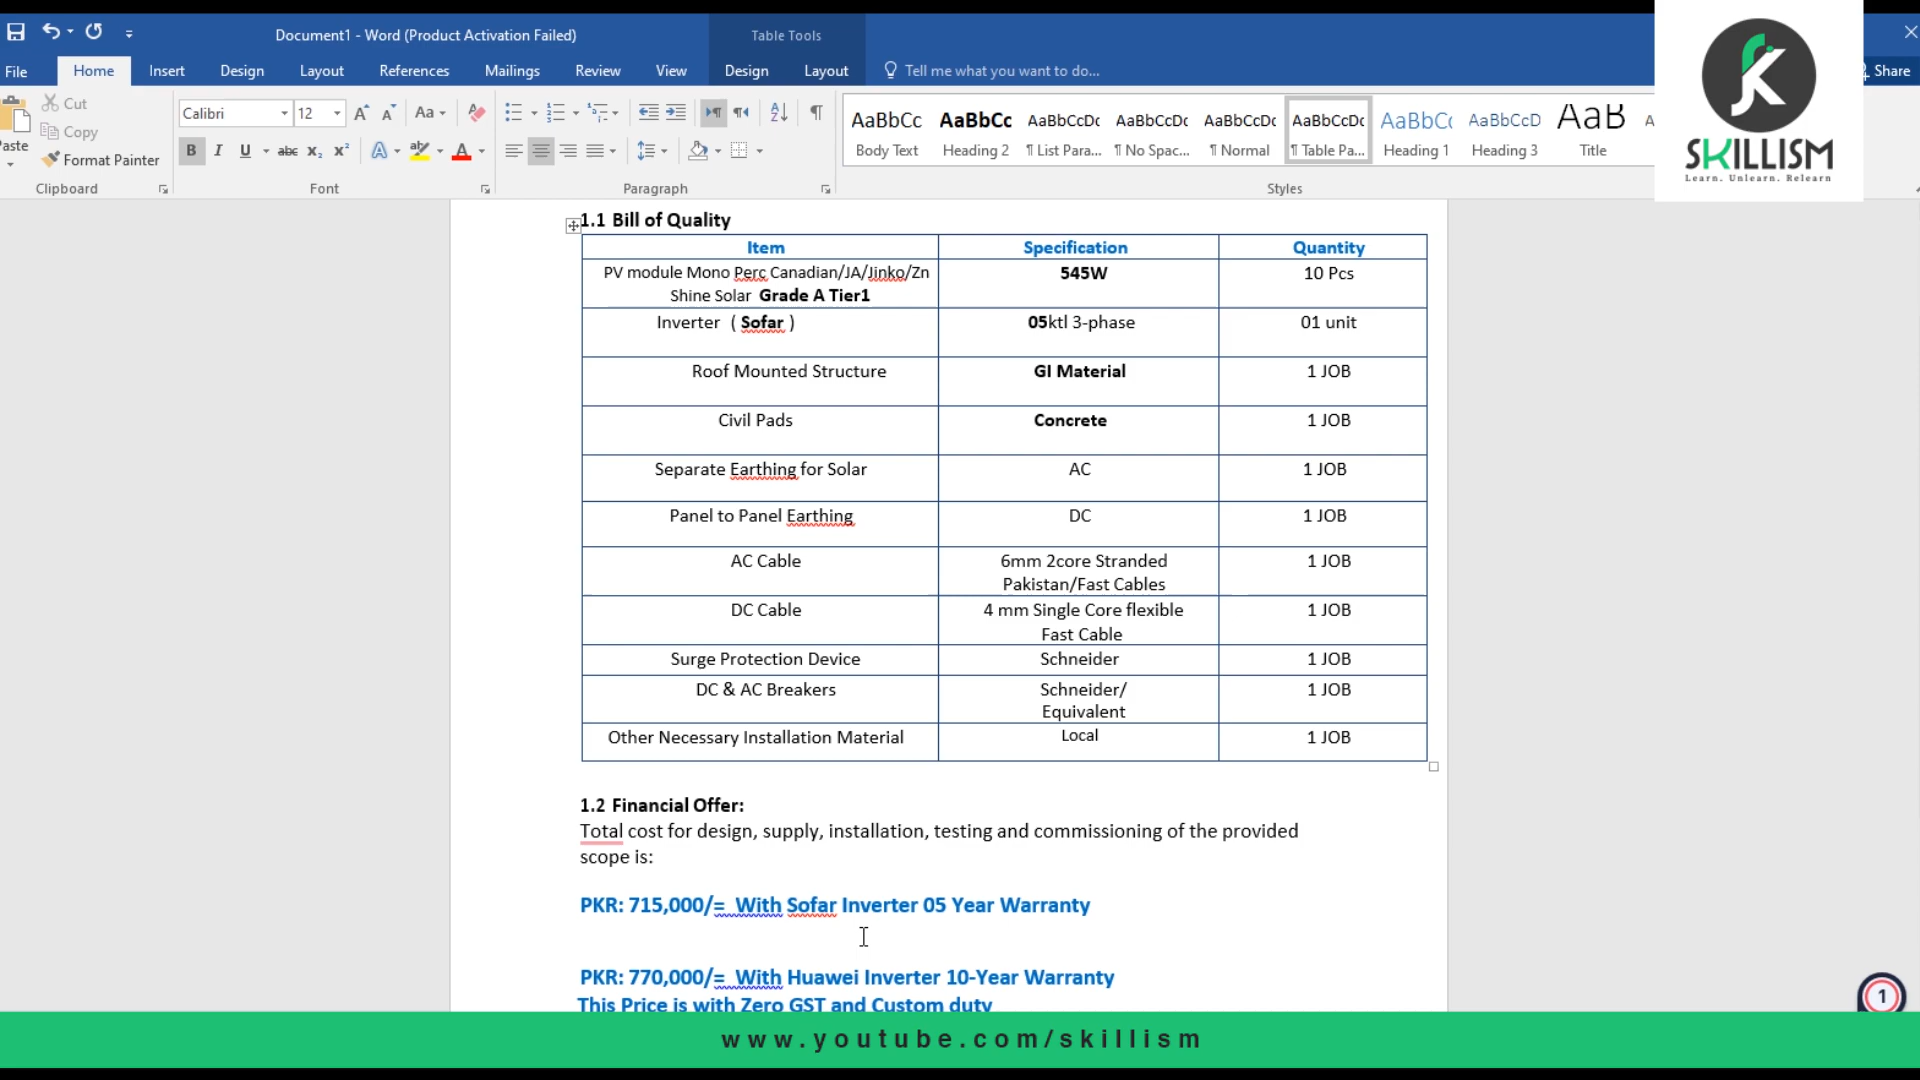 Document1 - Word (Product Activation Failed)
Table Tools
File
Home
Insert
Design
Layout
References
Mailings
Review
View
Design
Layout
Tell me what you want to do...
Share
Cut
Copy
Format Painter
Clipboard
Calibri
12
Font
Paragraph
AaBbCc
Body Text
AaBbCc
Heading 2
AaBbCcDc
¶ List Para...
AaBbCcDc
¶ No Spac...
AaBbCcDc
¶ Normal
AaBbCcDc
¶ Table Pa...
AaBbCc
Heading 1
AaBbCcD
Heading 3
AaB
Title
Styles
SKILLISM
Learn. Unlearn. Relearn
1.1 Bill of Quality
Item Specification Quantity
PV module Mono Perc Canadian/JA/Jinko/Zn 545W 10 Pcs
Shine Solar Grade A Tier1
Inverter ( Sofar ) 05ktl 3-phase 01 unit
Roof Mounted Structure GI Material 1 JOB
Civil Pads Concrete 1 JOB
Separate Earthing for Solar AC 1 JOB
Panel to Panel Earthing DC 1 JOB
AC Cable 6mm 2core Stranded 1 JOB
Pakistan/Fast Cables
DC Cable 4 mm Single Core flexible 1 JOB
Fast Cable
Surge Protection Device Schneider 1 JOB
DC & AC Breakers Schneider/ 1 JOB
Equivalent
Other Necessary Installation Material Local 1 JOB
1.2 Financial Offer:
Total cost for design, supply, installation, testing and commissioning of the provided
scope is:
PKR: 715,000/= With Sofar Inverter 05 Year Warranty
PKR: 770,000/= With Huawei Inverter 10-Year Warranty
This Price is with Zero GST and Custom duty
1
www.youtube.com/skillism